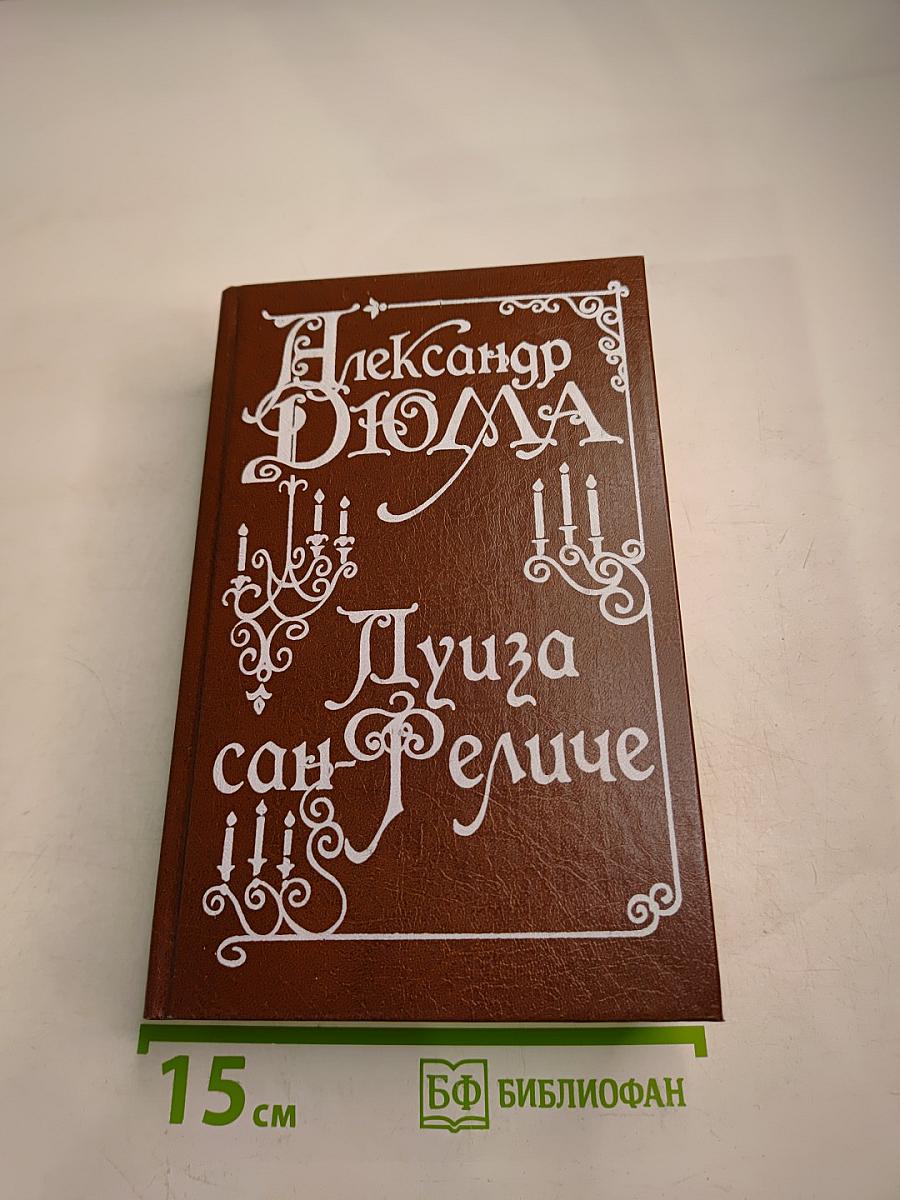 Александр
ДЮМА
Луиза
сан-Феличе
15 см
БФ БИБЛИОФАН